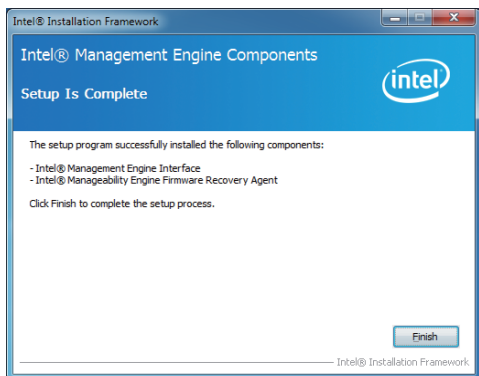 Intel® Installation Framework
Intel® Management Engine Components
Setup Is Complete
intel
The setup program successfully installed the following components:
- Intel® Management Engine Interface
- Intel® Manageability Engine Firmware Recovery Agent
Click Finish to complete the setup process.
Finish
Intel® Installation Framework